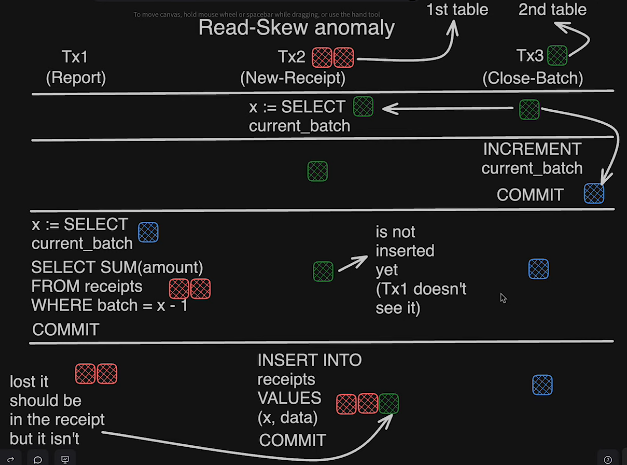 To move canvas, hold mouse wheel or spacebar while dragging, or use the hand tool
1st table
2nd table
Read-Skew anomaly
Tx1
(Report)
Tx2
(New-Receipt)
Tx3
(Close-Batch)
x := SELECT
current_batch
INCREMENT
current_batch
COMMIT
x := SELECT
current_batch
SELECT SUM(amount)
FROM receipts
WHERE batch = x - 1
COMMIT
is not
inserted
yet
(Tx1 doesn't
see it)
lost it
should be
in the receipt
but it isn't
INSERT INTO
receipts
VALUES
(x, data)
COMMIT